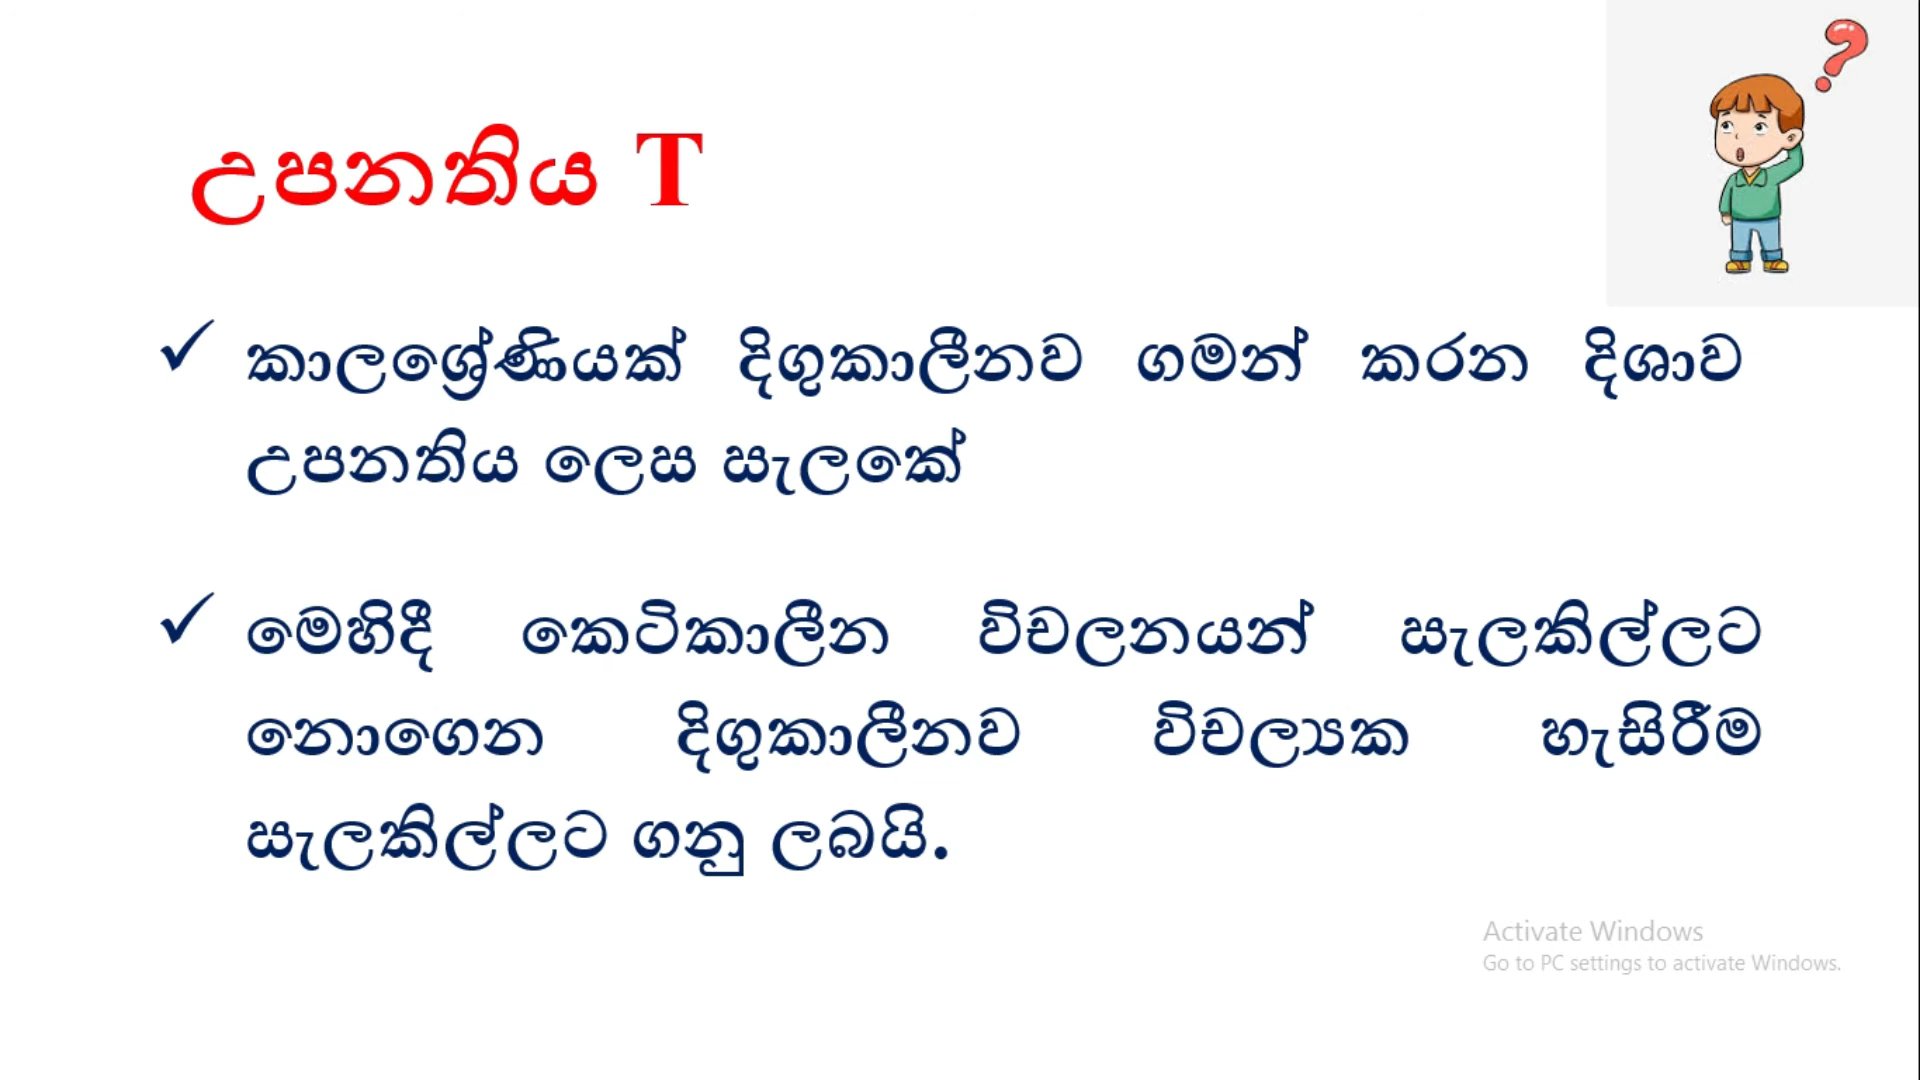 උපනතිය T
කාලශ්‍රේණියක් දිගුකාලීනව ගමන් කරන දිශාව
උපනතිය ලෙස සැලකේ
මෙහිදී කෙටිකාලීන විචලනයන් සැලකිල්ලට
නොගෙන දිගුකාලීනව විචල්‍යක හැසිරීම
සැලකිල්ලට ගනු ලබයි.
Activate Windows
Go to PC settings to activate Windows.